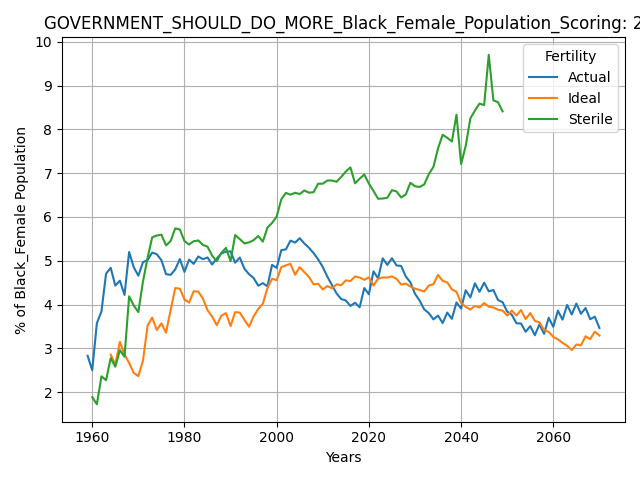 GOVERNMENT_SHOULD_DO_MORE_Black_Female_Population_Scoring: 2
10
9
8
7
6
5
4
3
2
% of Black_Female Population
Fertility
Actual
Ideal
Sterile
1960 1980 2000 2020 2040 2060
Years